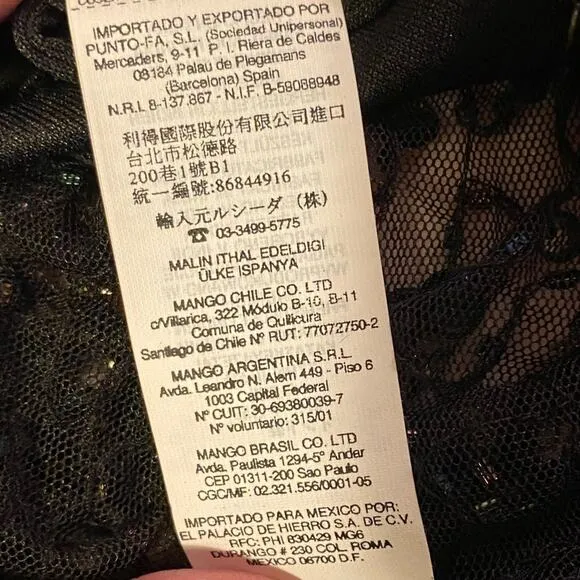 IMPORTADO Y EXPORTADO POR
PUNTO-FA, S.L. (Sociedad Unipersonal)
Mercaders, 9-11 P. I. Riera de Caldes
08184 Palau de Plegamans
(Barcelona) Spain
N.R.I. 8-137.867 - N.I.F. B-59088948
利得國際股份有限公司進口
台北市松德路
200巷1號B1
統一編號:86844916
輸入元ルシーダ (株)
☎ 03-3499-5775
MALIN ITHAL EDELDIGI
ÜLKE ISPANYA
MANGO CHILE CO. LTD
c/Villarica, 322 Módulo B-10, B-11
Comuna de Quilicura
Santiago de Chile Nº RUT: 77072750-2
MANGO ARGENTINA S.R.L.
Avda. Leandro N. Alem 449 - Piso 6
1003 Capital Federal
Nº CUIT: 30-69380039-7
Nº voluntario: 315/01
MANGO BRASIL CO. LTD
Avda. Paulista 1294-5º Ander
CEP 01311-200 Sao Paulo
CGC/MF: 02.321.556/0001-05
IMPORTADO PARA MEXICO POR:
EL PALACIO DE HIERRO S.A. DE C.V.
RFC: PHI 830429 MG6
DURANGO # 230 COL. ROMA
MEXICO 06700 D.F.